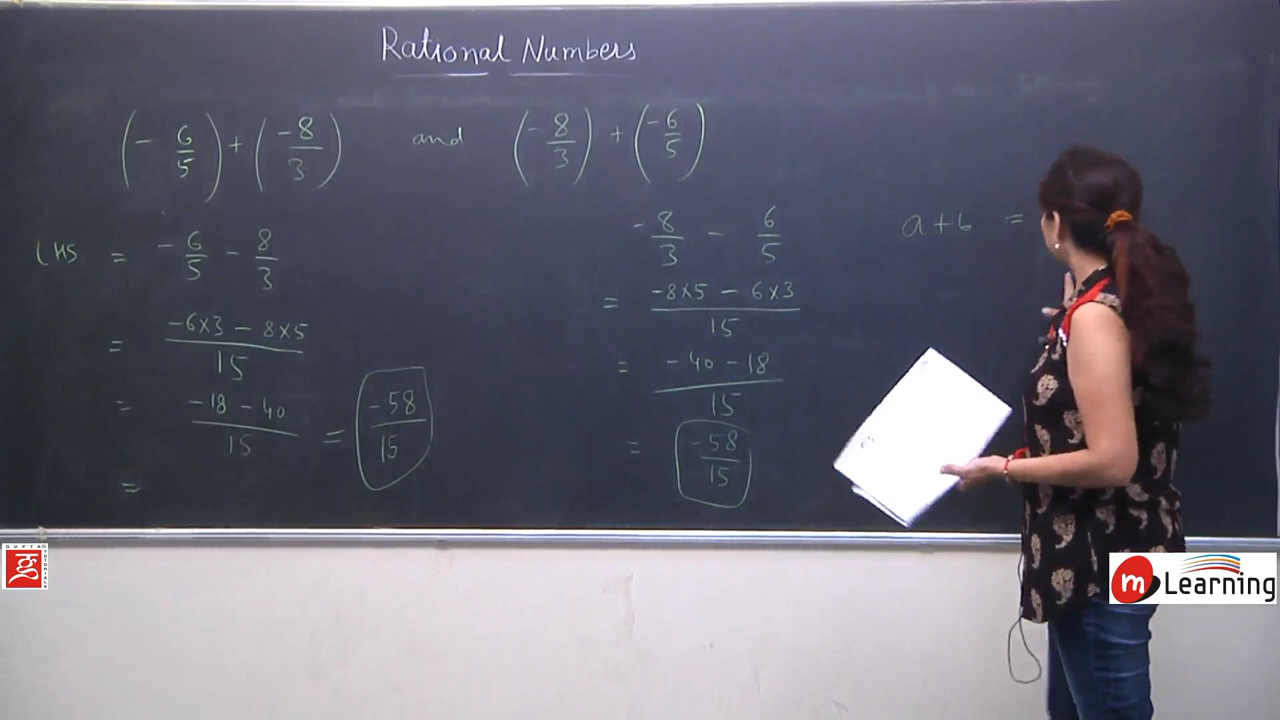 Rational Numbers
(- 6/5) + (-8/3) and (-8/3) + (-6/5)
LHS = -6/5 - 8/3
= (-6×3 - 8×5)/15
= (-18 - 40)/15 = -58/15
=
-8/3 - 6/5
= (-8×5 - 6×3)/15
= (-40 - 18)/15
= -58/15
a+b =
GUPTA TUTORIALS
m Learning